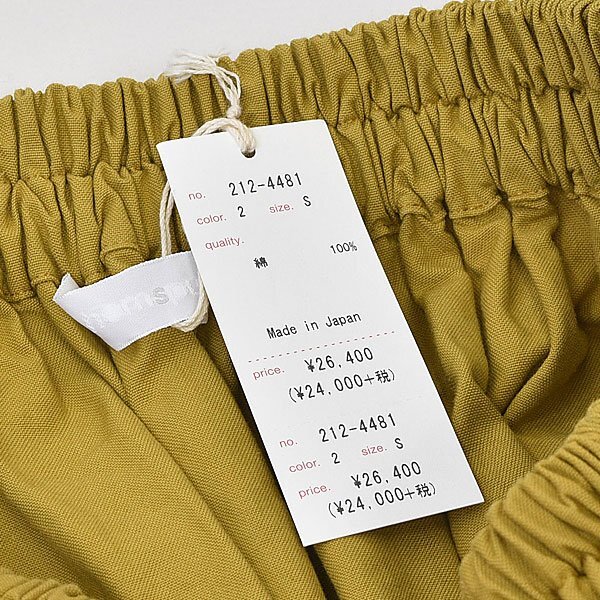 no. 212-4481
color. 2 size. S
quality.
綿 100%
Made in Japan
price. ¥26,400
(¥24,000+税)
no. 212-4481
color. 2 size. S
price. ¥26,400
(¥24,000+税)